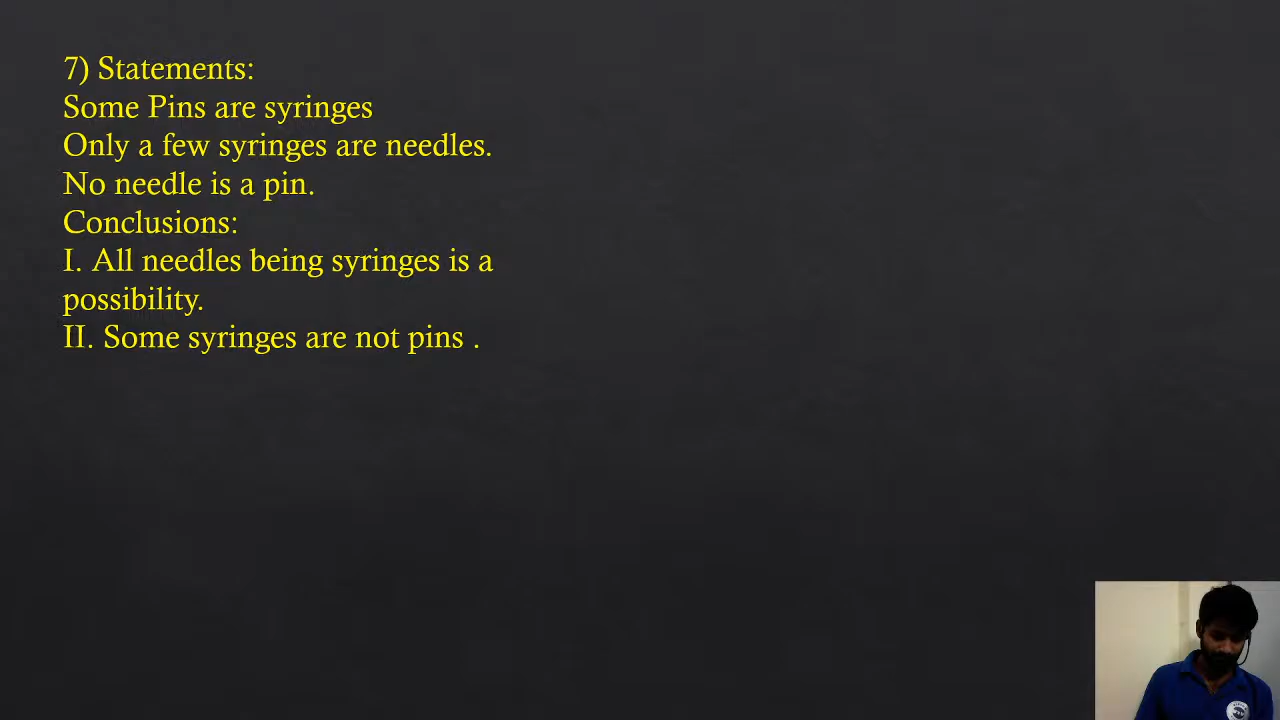 7) Statements:
Some Pins are syringes
Only a few syringes are needles.
No needle is a pin.
Conclusions:
I. All needles being syringes is a
possibility.
II. Some syringes are not pins .